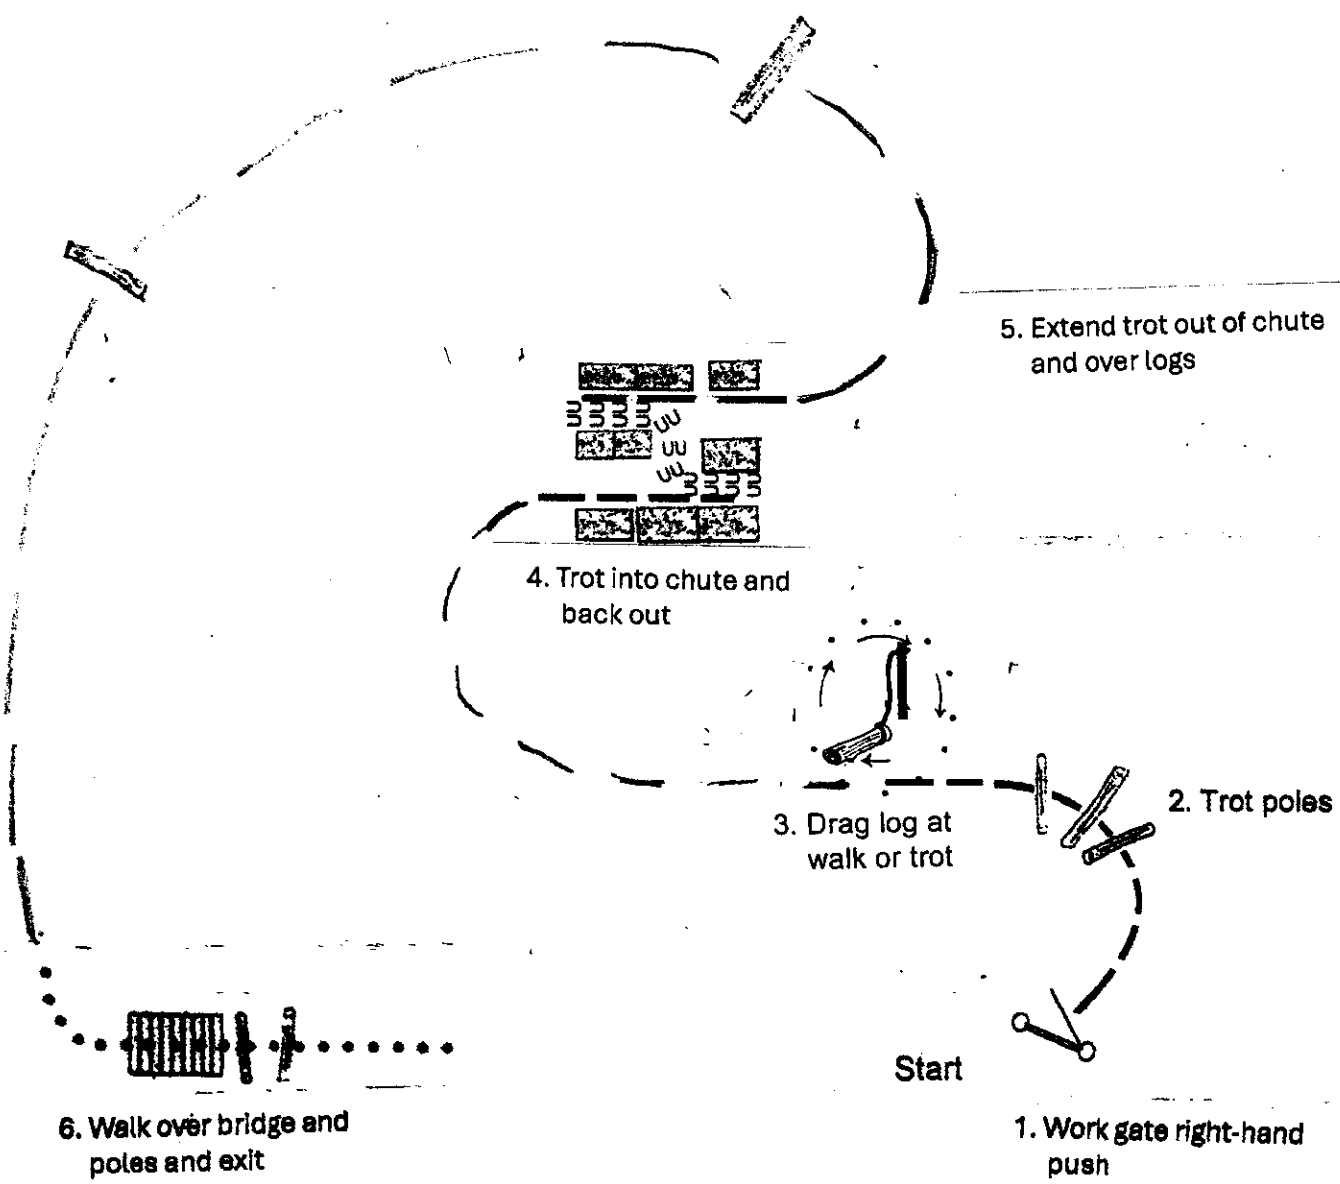 5. Extend trot out of chute
and over logs
4. Trot into chute and
back out
2. Trot poles
3. Drag log at
walk or trot
Start
6. Walk over bridge and
poles and exit
1. Work gate right-hand
push